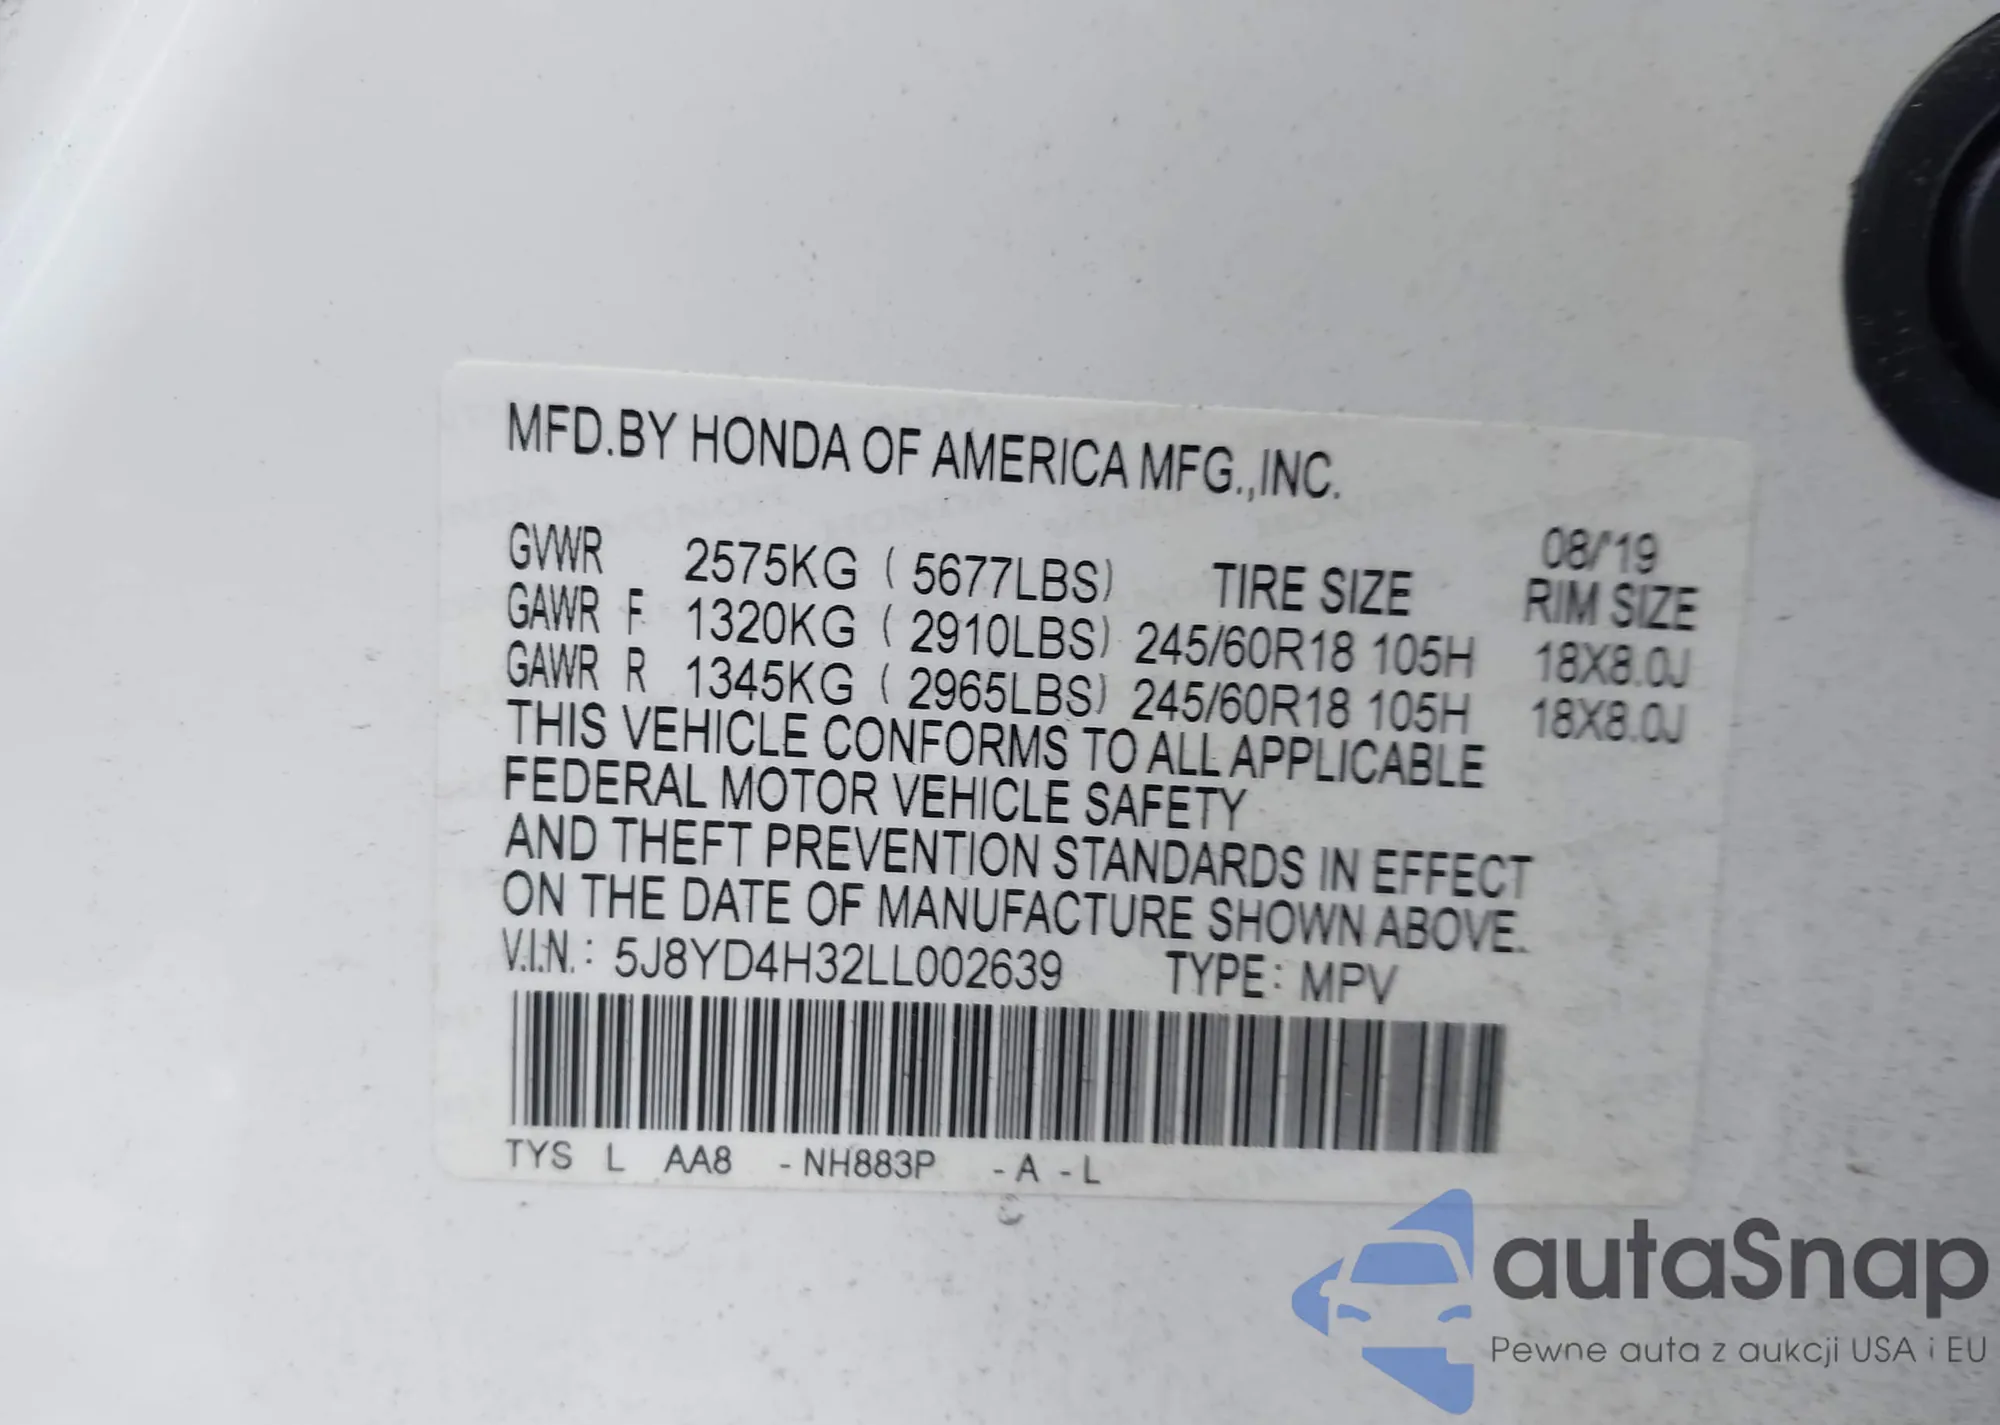 MFD.BY HONDA OF AMERICA MFG.,INC.
08/'19
GVWR 2575KG ( 5677LBS) TIRE SIZE RIM SIZE
GAWR F 1320KG ( 2910LBS) 245/60R18 105H 18X8.0J
GAWR R 1345KG ( 2965LBS) 245/60R18 105H 18X8.0J
THIS VEHICLE CONFORMS TO ALL APPLICABLE
FEDERAL MOTOR VEHICLE SAFETY
AND THEFT PREVENTION STANDARDS IN EFFECT
ON THE DATE OF MANUFACTURE SHOWN ABOVE.
V.I.N.: 5J8YD4H32LL002639 TYPE: MPV
TYS L AA8 -NH883P -A -L
autaSnap
Pewne auta z aukcji USA i EU